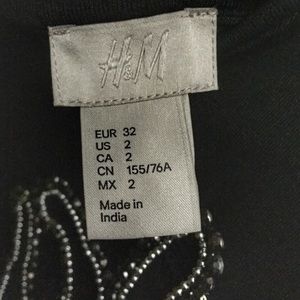 H&M
EUR 32
US 2
CA 2
CN 155/76A
MX 2
Made in
India